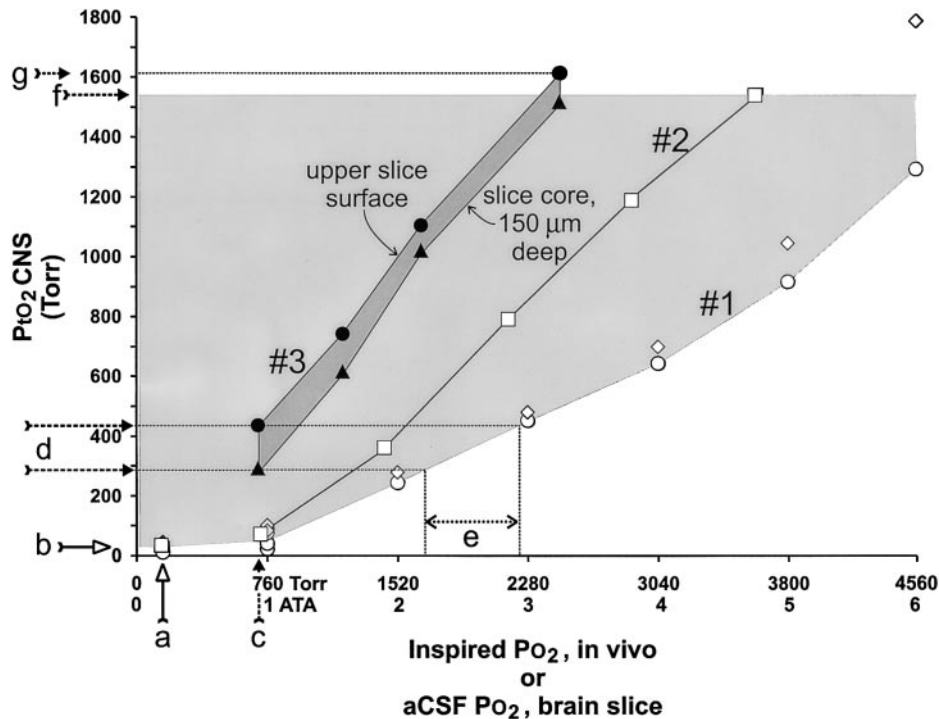 1800
1600
1400
1200
1000
800
600
400
200
0
PtO2 CNS
(Torr)
g
f
d
b
upper slice
surface
slice core,
150 µm
deep
#3
#2
#1
e
0 760 Torr 1520 2280 3040 3800 4560
0 1 ATA 2 3 4 5 6
a
c
Inspired PO2, in vivo
or
aCSF PO2, brain slice